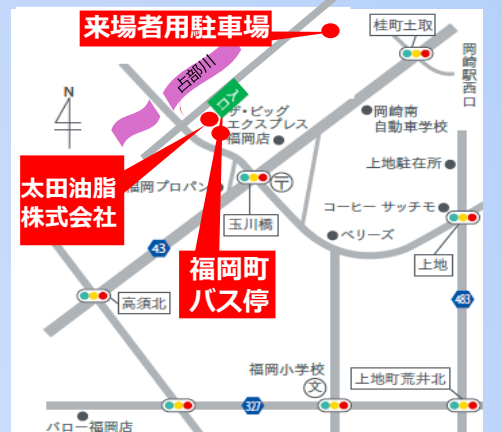 来場者用駐車場
桂町土取
岡崎駅西口
占部川
N
入口
ザ・ビッグ
エクスプレス
福岡店
岡崎南
自動車学校
上地駐在所
太田油脂
株式会社
福岡プロパン
〒
コーヒー サッチモ
玉川橋
ベリーズ
43
福岡町
バス停
上地
高須北
483
福岡小学校
文
上地町荒井北
327
バロー福岡店